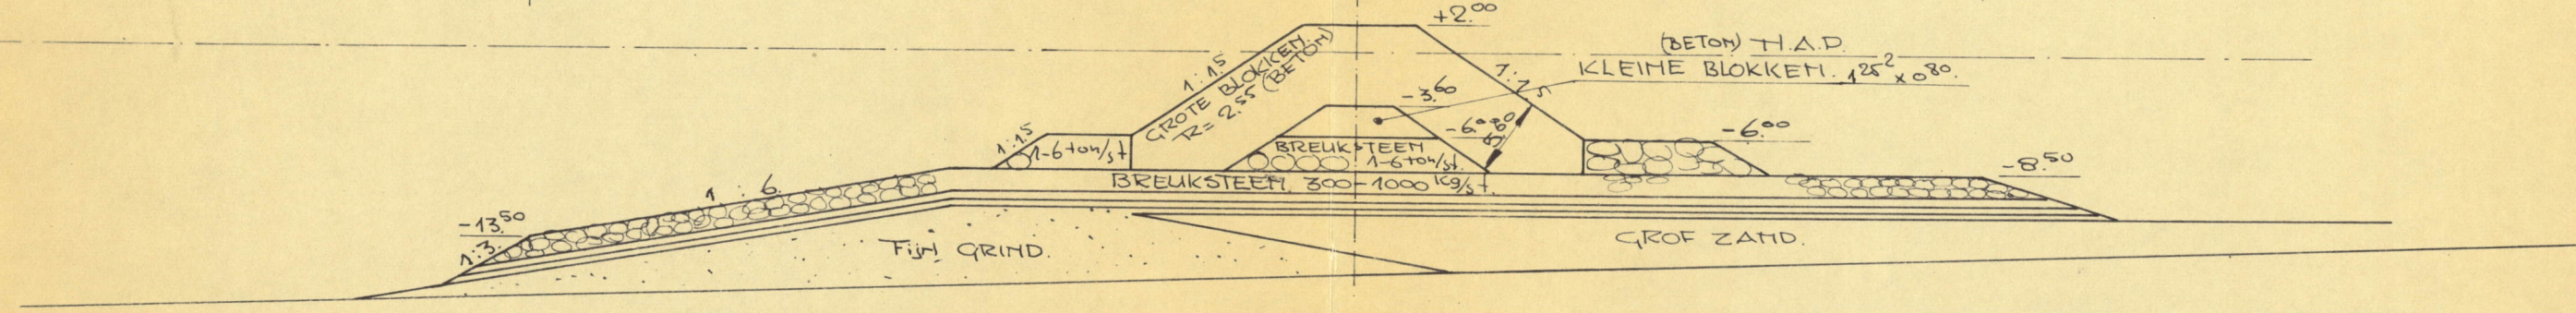 +2.00
(BETON) N.A.P.
KLEINE BLOKKEN. 1.25² x 0.80.
1:1.5
GROTE BLOKKEN.
R= 2.55 (BETON)
1:1.5
-3.60
-6.00
-6.00
1:1.5
1-6 ton/st
BREUKSTEEN
1-6 ton/st.
BREUKSTEEN. 300-1000 kg/st.
-8.50
1:6.
-13.50
1:3.
Fijn GRIND.
GROF ZAND.